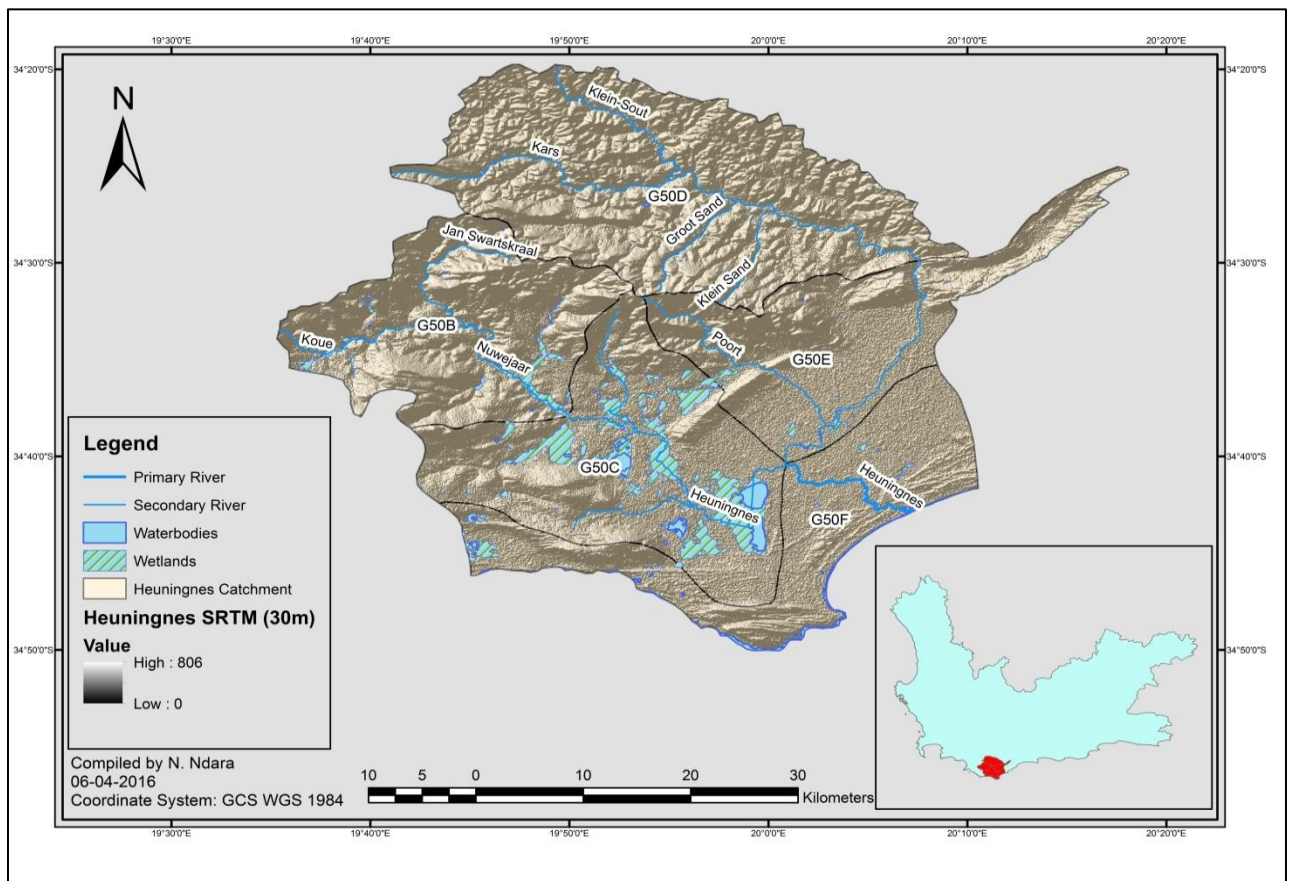 19°30'0"E
19°40'0"E
19°50'0"E
20°0'0"E
20°10'0"E
20°20'0"E
34°20'0"S
34°20'0"S
N
Klein-Sout
Kars
G50D
Groot Sand
Jan Swartskraal
Klein Sand
34°30'0"S
34°30'0"S
Koue
G50B
Nuwejaar
Poort
G50E
34°40'0"S
34°40'0"S
G50C
Heuningnes
Heuningnes
G50F
34°50'0"S
34°50'0"S
Legend
Primary River
Secondary River
Waterbodies
Wetlands
Heuningnes Catchment
Heuningnes SRTM (30m)
Value
High : 806
Low : 0
Compiled by N. Ndara
06-04-2016
Coordinate System: GCS WGS 1984
10 5 0 10 20 30
Kilometers
19°30'0"E
19°40'0"E
19°50'0"E
20°0'0"E
20°10'0"E
20°20'0"E